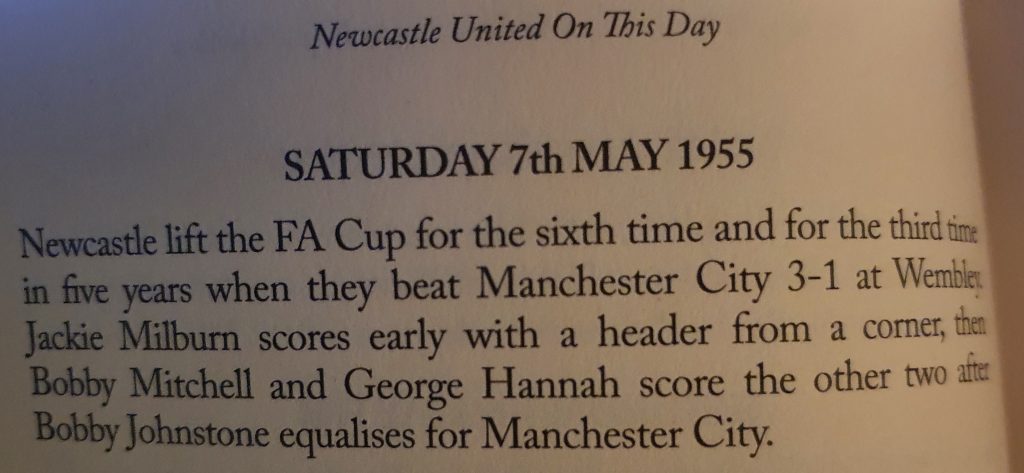 Newcastle United On This Day
SATURDAY 7th MAY 1955
Newcastle lift the FA Cup for the sixth time and for the third time
in five years when they beat Manchester City 3-1 at Wembley.
Jackie Milburn scores early with a header from a corner, then
Bobby Mitchell and George Hannah score the other two after
Bobby Johnstone equalises for Manchester City.